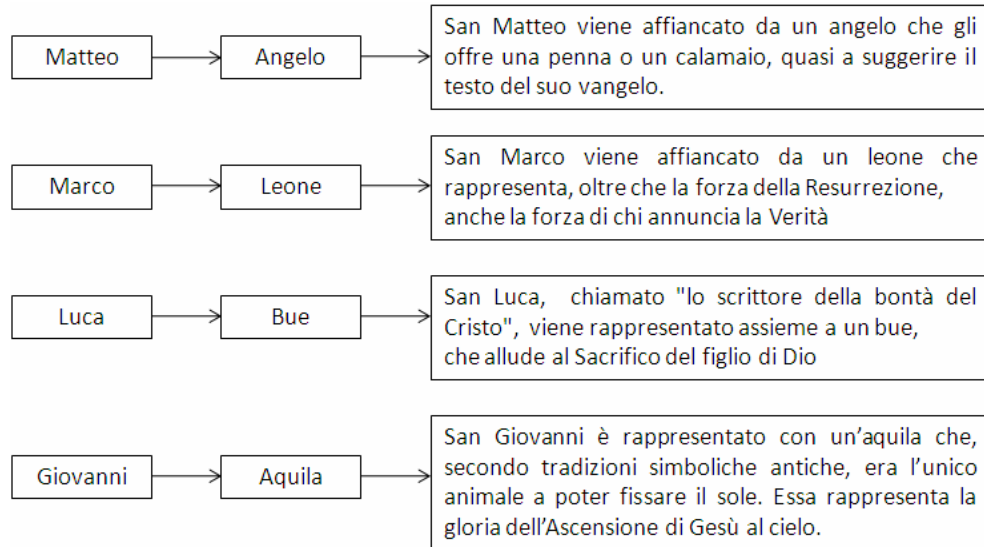 Matteo
Angelo
San Matteo viene affiancato da un angelo che gli
offre una penna o un calamaio, quasi a suggerire il
testo del suo vangelo.
Marco
Leone
San Marco viene affiancato da un leone che
rappresenta, oltre che la forza della Resurrezione,
anche la forza di chi annuncia la Verità
Luca
Bue
San Luca, chiamato "lo scrittore della bontà del
Cristo", viene rappresentato assieme a un bue,
che allude al Sacrifico del figlio di Dio
Giovanni
Aquila
San Giovanni è rappresentato con un'aquila che,
secondo tradizioni simboliche antiche, era l'unico
animale a poter fissare il sole. Essa rappresenta la
gloria dell'Ascensione di Gesù al cielo.